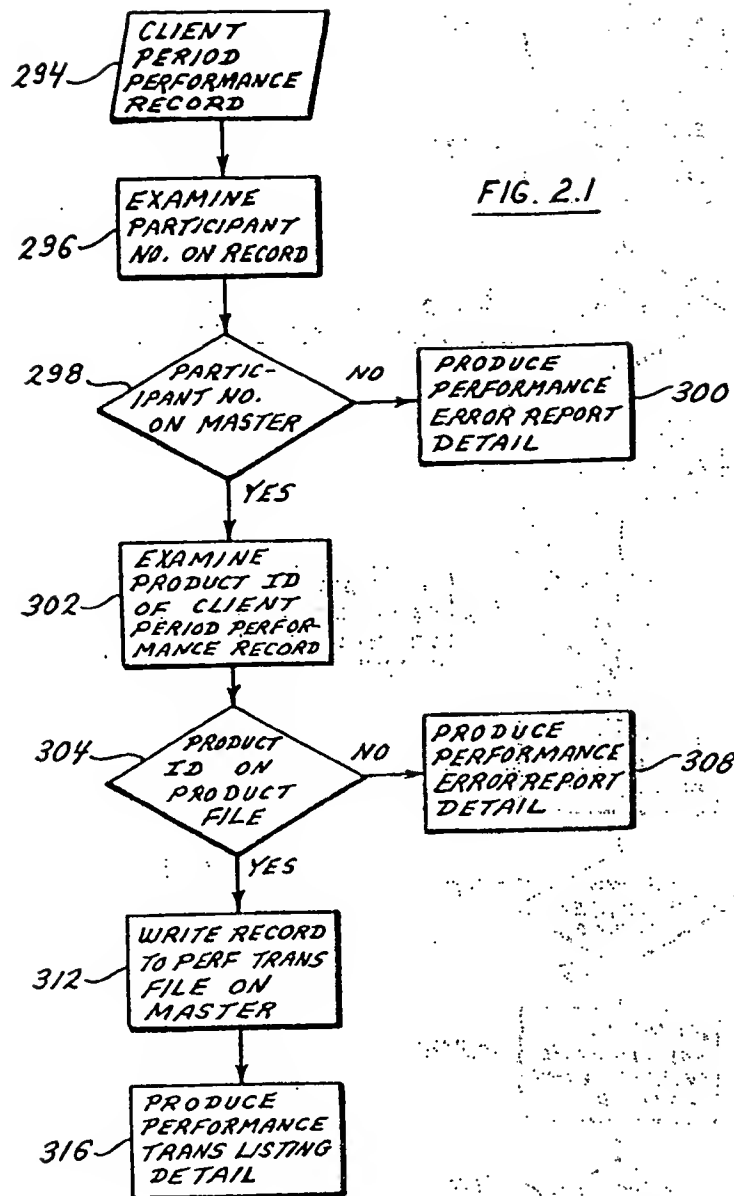 294
CLIENT
PERIOD
PERFORMANCE
RECORD
FIG. 2.1
296
EXAMINE
PARTICIPANT
NO. ON RECORD
298
PARTIC-
IPANT NO.
ON MASTER
NO
PRODUCE
PERFORMANCE
ERROR REPORT
DETAIL
300
YES
302
EXAMINE
PRODUCT ID
OF CLIENT
PERIOD PERFOR-
MANCE RECORD
304
PRODUCT
ID ON
PRODUCT
FILE
NO
PRODUCE
PERFORMANCE
ERROR REPORT
DETAIL
308
YES
312
WRITE RECORD
TO PERF TRANS
FILE ON
MASTER
316
PRODUCE
PERFORMANCE
TRANS LISTING
DETAIL